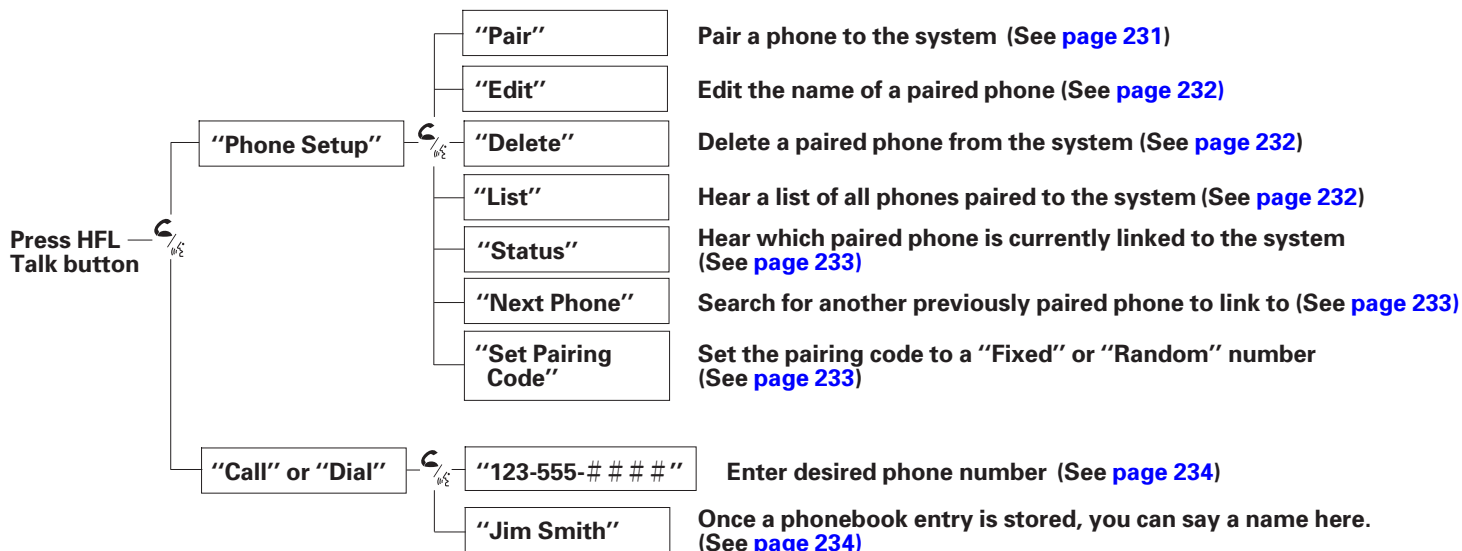 ‘‘Pair’’ Pair a phone to the system (See page 231)
‘‘Edit’’ Edit the name of a paired phone (See page 232)
‘‘Phone Setup’’ ‘‘Delete’’ Delete a paired phone from the system (See page 232)
‘‘List’’ Hear a list of all phones paired to the system (See page 232)
Press HFL
Talk button
‘‘Status’’ Hear which paired phone is currently linked to the system
(See page 233)
‘‘Next Phone’’ Search for another previously paired phone to link to (See page 233)
‘‘Set Pairing
Code’’
Set the pairing code to a ‘‘Fixed’’ or ‘‘Random’’ number
(See page 233)
‘‘Call’’ or ‘‘Dial’’ ‘‘123-555-####’’ Enter desired phone number (See page 234)
‘‘Jim Smith’’ Once a phonebook entry is stored, you can say a name here.
(See page 234)